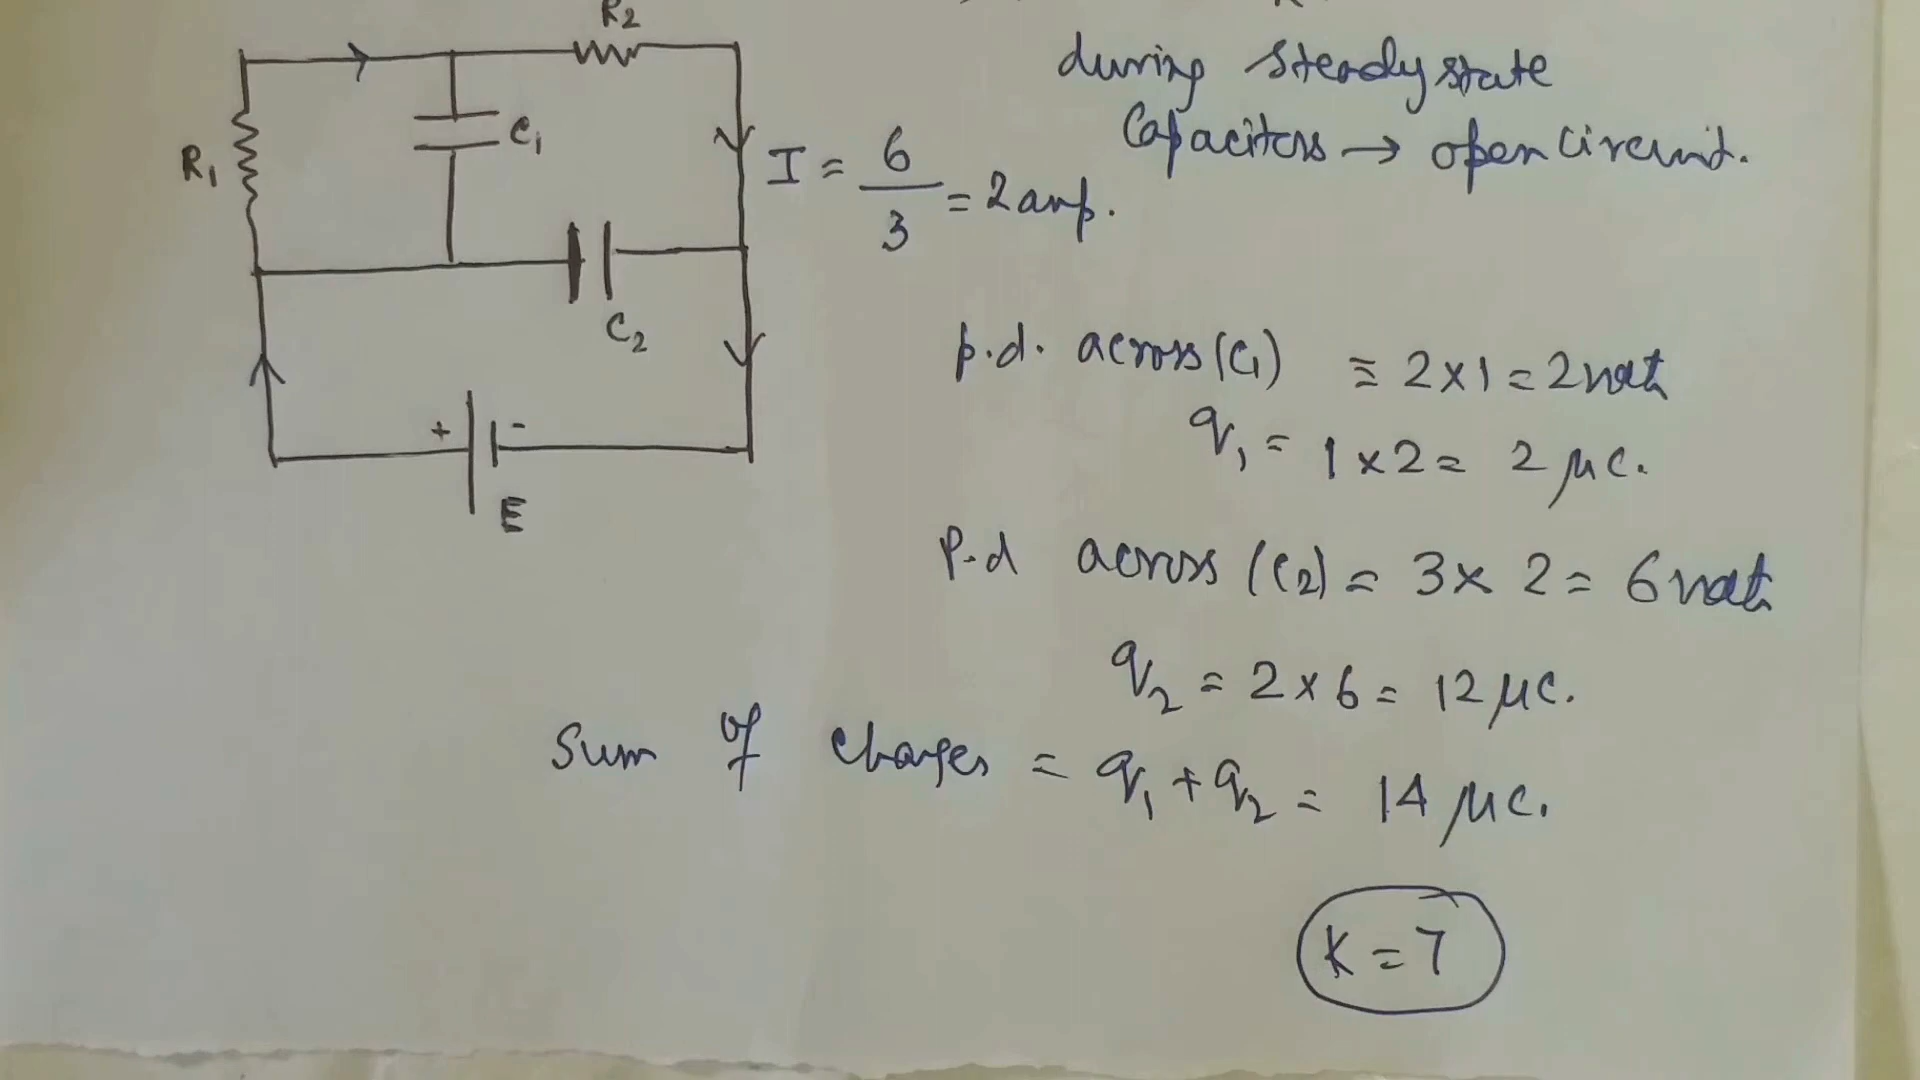 R2
during steady state
Capacitors → open circuit.
R1
C1
I = 6/3 = 2 amp.
C2
p.d. across (C1) = 2 x 1 = 2 volt
q1 = 1 x 2 = 2 μc.
+ -
E
P.d across (C2) = 3 x 2 = 6 volt
q2 = 2 x 6 = 12 μc.
Sum of charges = q1 + q2 = 14 μc.
K = 7